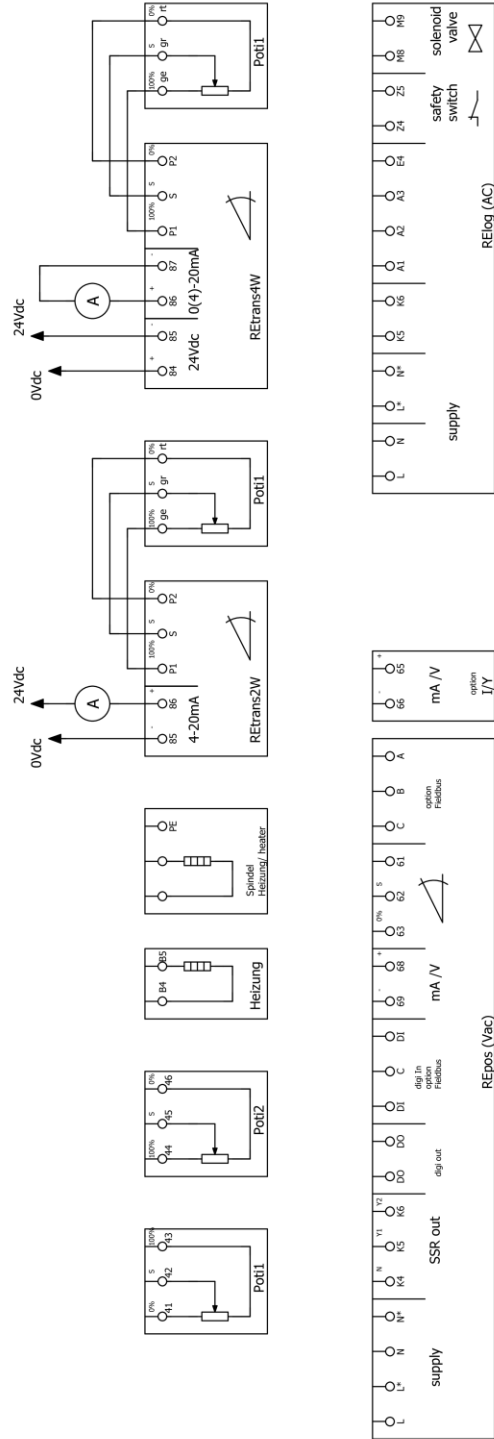 0% S 100%
41 42 43
Poti1
100% S 0%
44 45 46
Poti2
B4 B5
Heizung
PE
Spindel
Heizung/ heater
0Vdc 24Vdc
A
- + 100% S 0%
85 86 P1 S P2
4-20mA
REtrans2W
100% S 0%
ge gr rt
Poti1
0Vdc 24Vdc
A
+ - + - 100% S 0%
84 85 86 87 P1 S P2
24Vdc 0(4)-20mA
REtrans4W
100% S 0%
ge gr rt
Poti1
N Y1 Y2 - + 0% S
L L* N N* K4 K5 K6 DO DO DI C DI 69 68 63 62 61 C B A
supply
SSR out
digi out
digi In
option
Fieldbus
mA /V
option
Fieldbus
REpos (Vac)
- +
66 65
mA /V
option
I/Y
L N L* N* K5 K6 A1 A2 A3 E4 Z4 Z5 M8 M9
supply
safety
switch
solenoid
valve
RElog (AC)